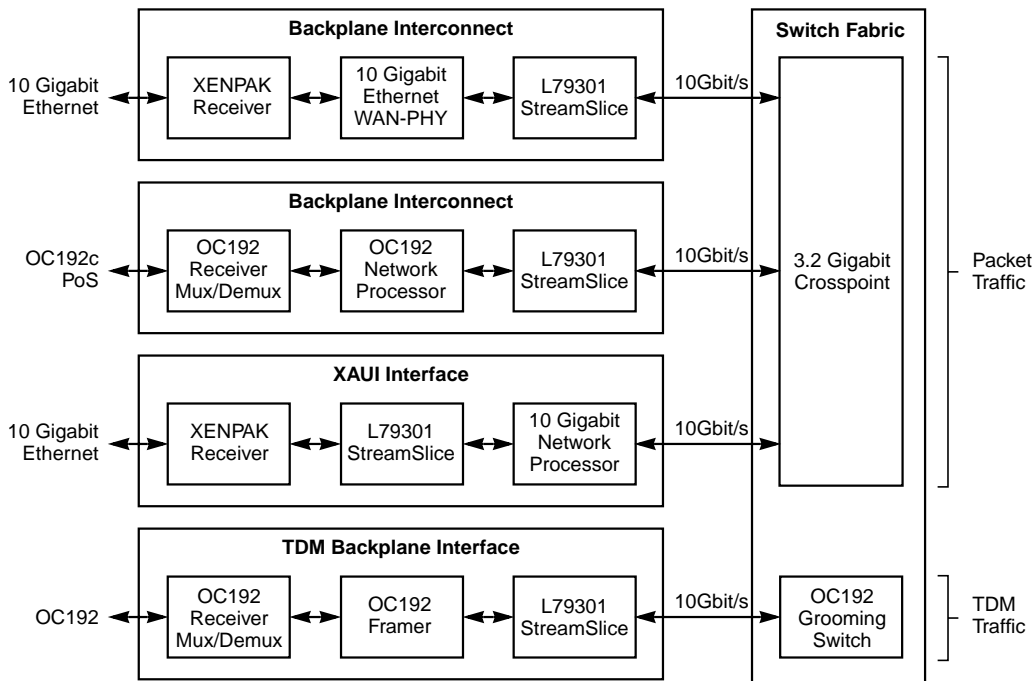 Backplane Interconnect
Switch Fabric
10 Gigabit
Ethernet
XENPAK
Receiver
10 Gigabit
Ethernet
WAN-PHY
L79301
StreamSlice
10Gbit/s
Backplane Interconnect
OC192c
PoS
OC192
Receiver
Mux/Demux
OC192
Network
Processor
L79301
StreamSlice
10Gbit/s
3.2 Gigabit
Crosspoint
Packet
Traffic
XAUI Interface
10 Gigabit
Ethernet
XENPAK
Receiver
L79301
StreamSlice
10 Gigabit
Network
Processor
10Gbit/s
TDM Backplane Interface
OC192
OC192
Receiver
Mux/Demux
OC192
Framer
L79301
StreamSlice
10Gbit/s
OC192
Grooming
Switch
TDM
Traffic